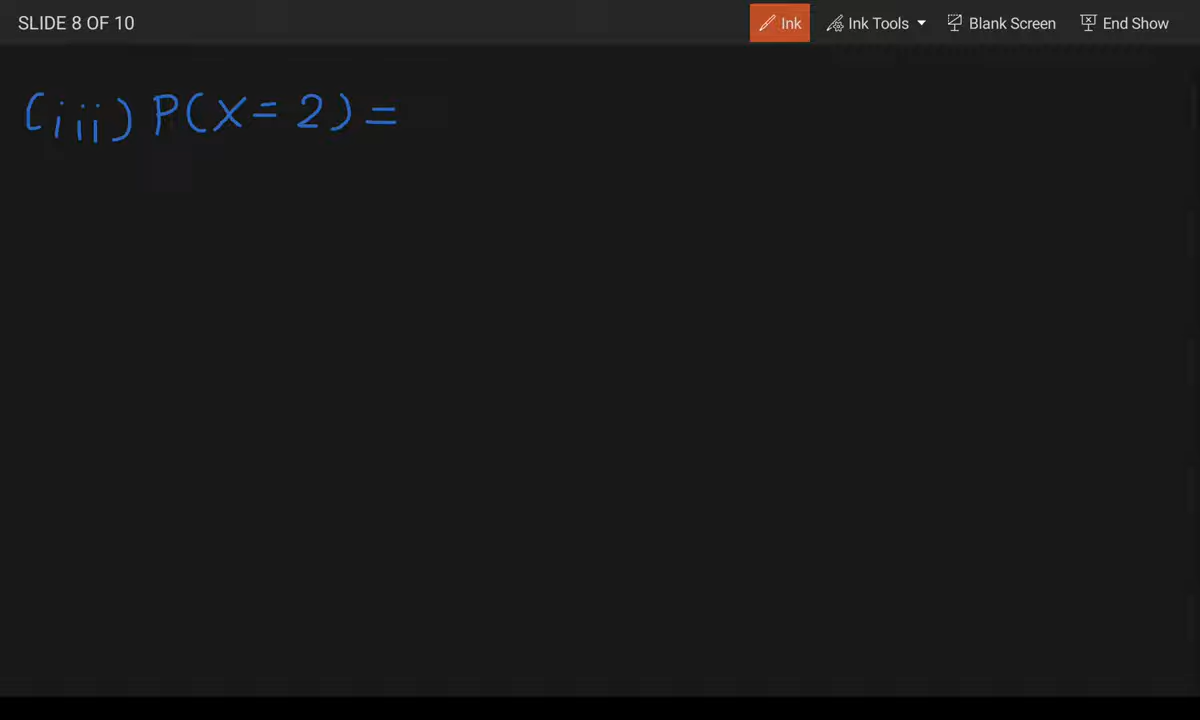 SLIDE 8 OF 10 Ink Ink Tools Blank Screen End Show
(iii) P(X = 2) =